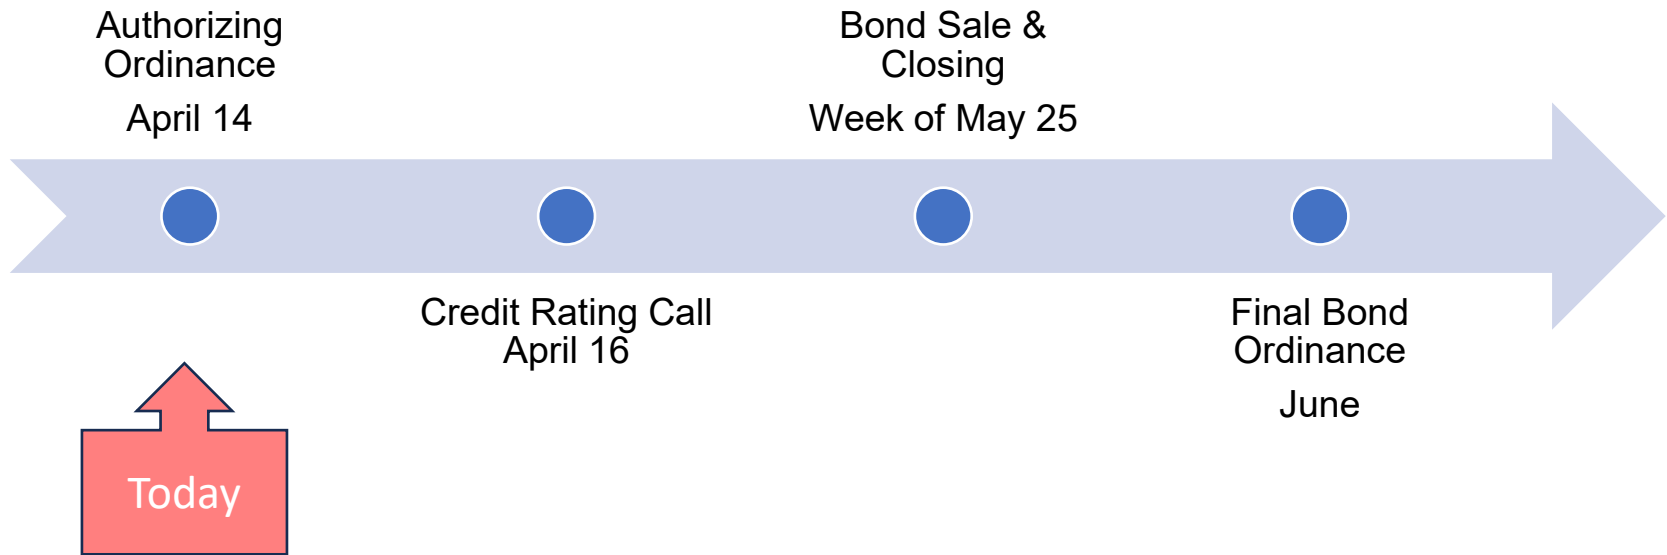 Authorizing
Ordinance
April 14
Credit Rating Call
April 16
Bond Sale &
Closing
Week of May 25
Final Bond
Ordinance
June
Today